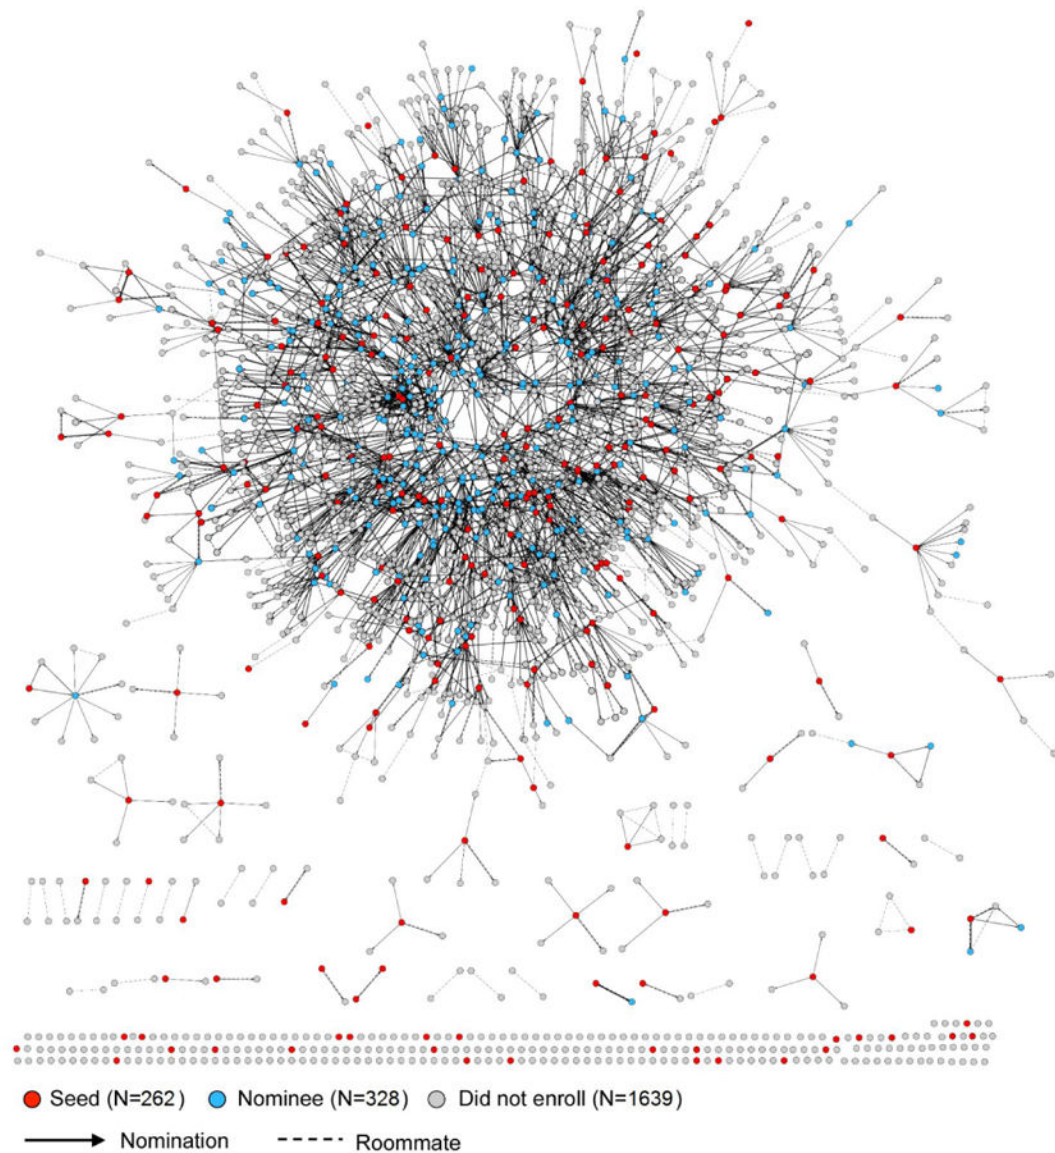 Seed (N=262) Nominee (N=328) Did not enroll (N=1639)
Nomination Roommate